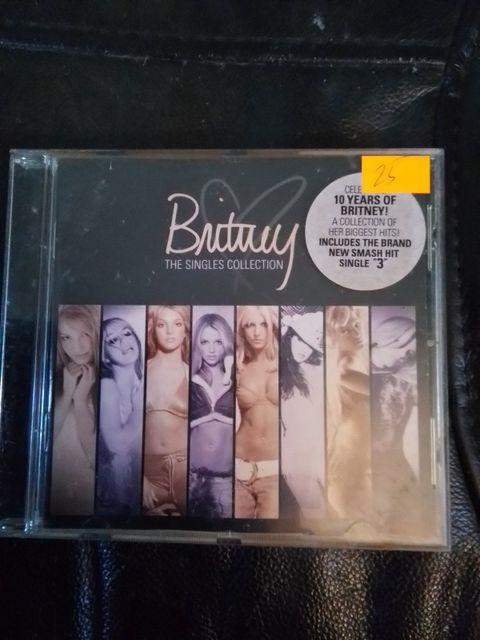 25
10 YEARS OF
BRITNEY!
A COLLECTION OF
HER BIGGEST HITS!
INCLUDES THE BRAND
NEW SMASH HIT
SINGLE "3"
Britney
THE SINGLES COLLECTION